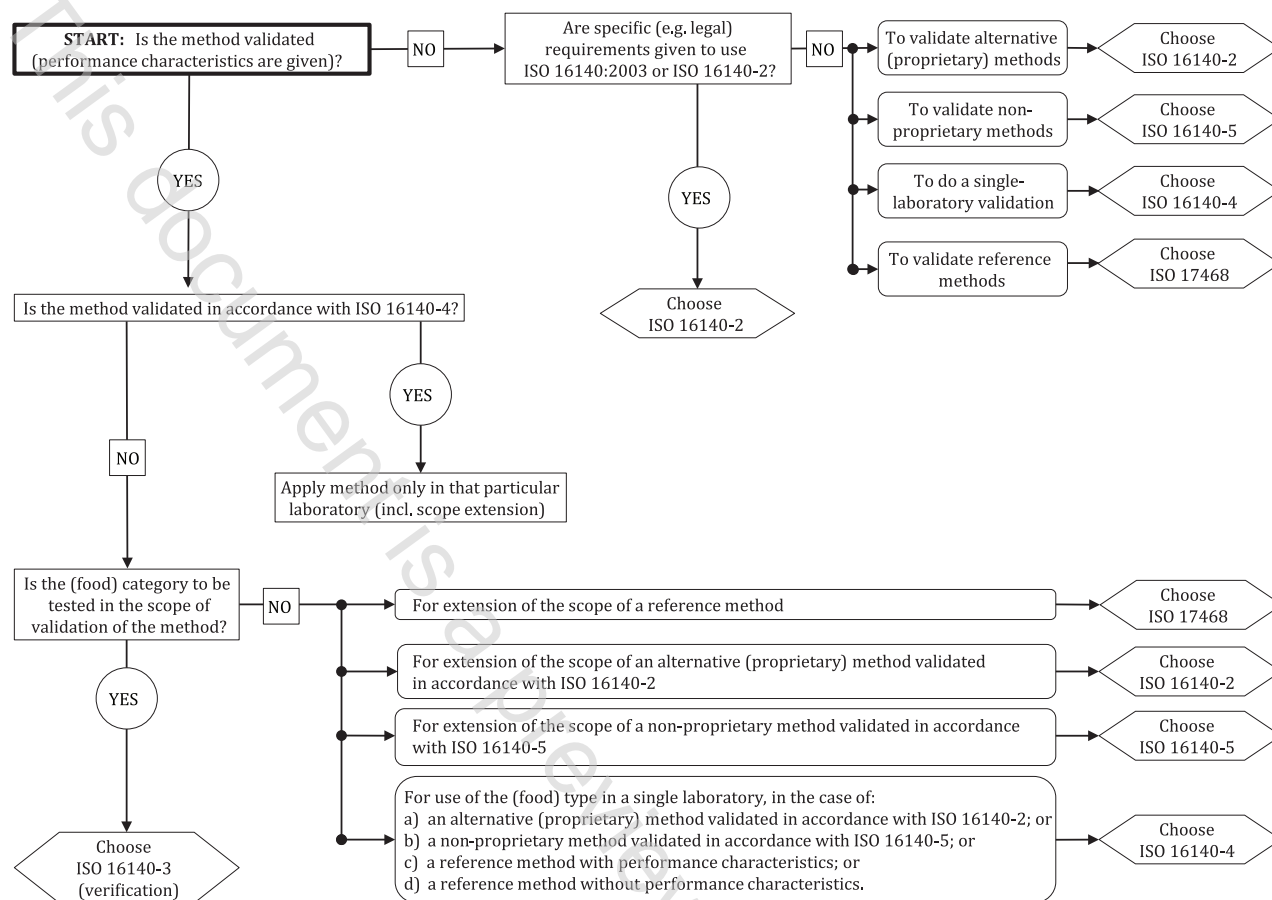 START: Is the method validated
(performance characteristics are given)?
NO
Are specific (e.g. legal)
requirements given to use
ISO 16140:2003 or ISO 16140-2?
NO
To validate alternative
(proprietary) methods
Choose
ISO 16140-2
To validate non-
proprietary methods
Choose
ISO 16140-5
YES
YES
To do a single-
laboratory validation
Choose
ISO 16140-4
To validate reference
methods
Choose
ISO 17468
Is the method validated in accordance with ISO 16140-4?
Choose
ISO 16140-2
YES
NO
Apply method only in that particular
laboratory (incl. scope extension)
Is the (food) category to be
tested in the scope of
validation of the method?
NO
For extension of the scope of a reference method
Choose
ISO 17468
For extension of the scope of an alternative (proprietary) method validated
in accordance with ISO 16140-2
Choose
ISO 16140-2
YES
For extension of the scope of a non-proprietary method validated in accordance
with ISO 16140-5
Choose
ISO 16140-5
For use of the (food) type in a single laboratory, in the case of:
a) an alternative (proprietary) method validated in accordance with ISO 16140-2; or
b) a non-proprietary method validated in accordance with ISO 16140-5; or
c) a reference method with performance characteristics; or
d) a reference method without performance characteristics.
Choose
ISO 16140-4
Choose
ISO 16140-3
(verification)
This document is a preview